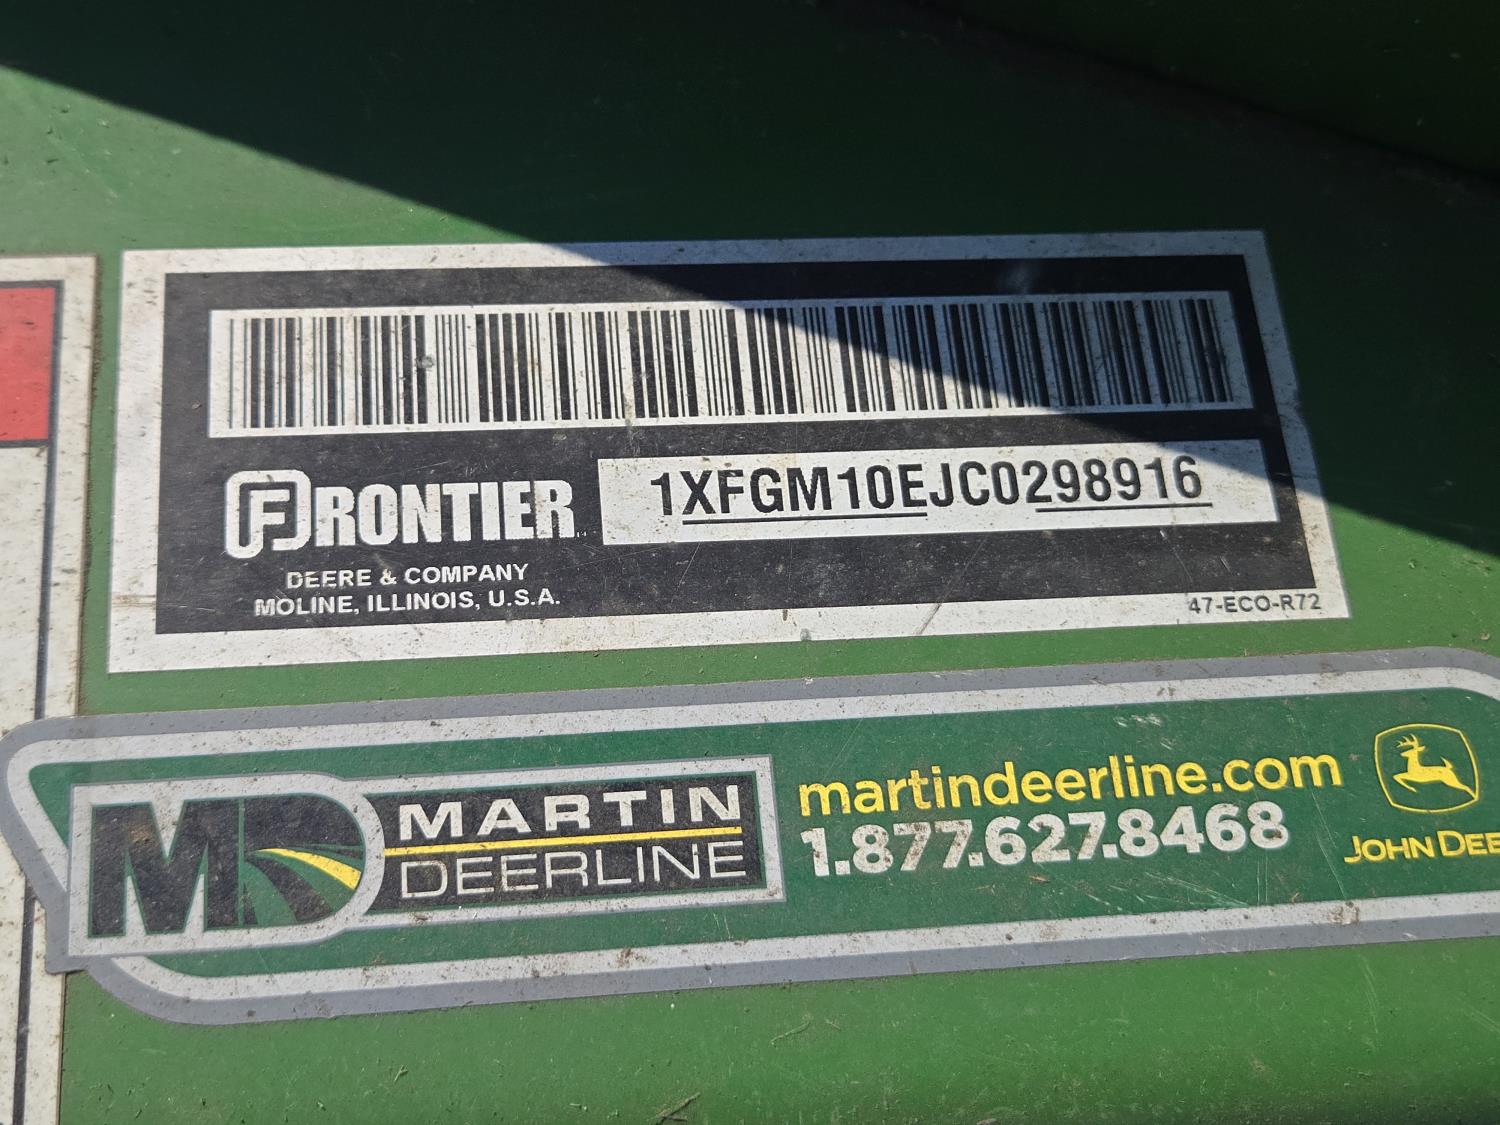 FRONTIER
1XFGM10EJC0298916
DEERE & COMPANY
MOLINE, ILLINOIS, U.S.A.
47-ECO-R72
MD
MARTIN
DEERLINE
martindeerline.com
1.877.627.8468
JOHN DEE